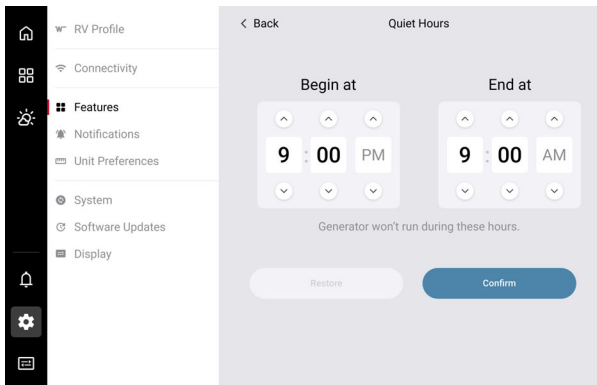 RV Profile
Connectivity
Features
Notifications
Unit Preferences
System
Software Updates
Display
Back
Quiet Hours
Begin at
End at
9 : 00 PM
9 : 00 AM
Generator won't run during these hours.
Restore
Confirm